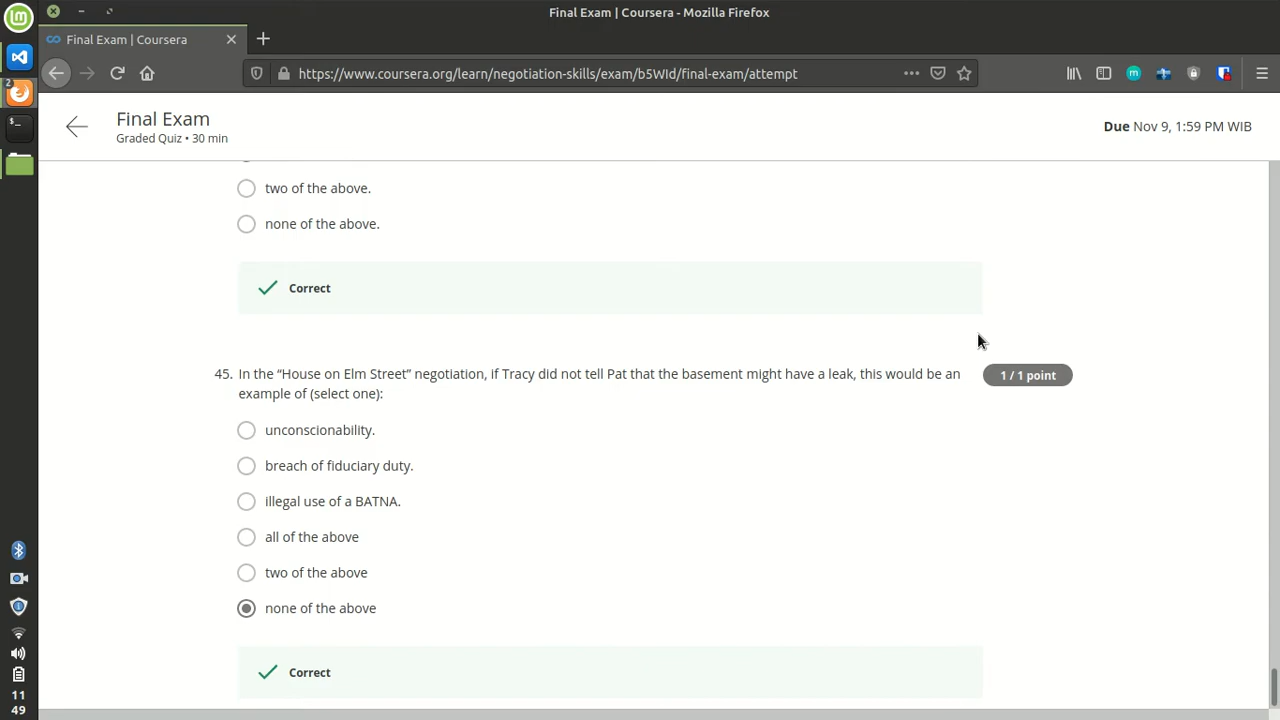 Final Exam | Coursera - Mozilla Firefox
Final Exam | Coursera
https://www.coursera.org/learn/negotiation-skills/exam/b5WId/final-exam/attempt
2
Final Exam
Graded Quiz • 30 min
Due Nov 9, 1:59 PM WIB
two of the above.
none of the above.
Correct
45. In the “House on Elm Street” negotiation, if Tracy did not tell Pat that the basement might have a leak, this would be an
example of (select one):
1 / 1 point
unconscionability.
breach of fiduciary duty.
illegal use of a BATNA.
all of the above
two of the above
none of the above
Correct
11
49